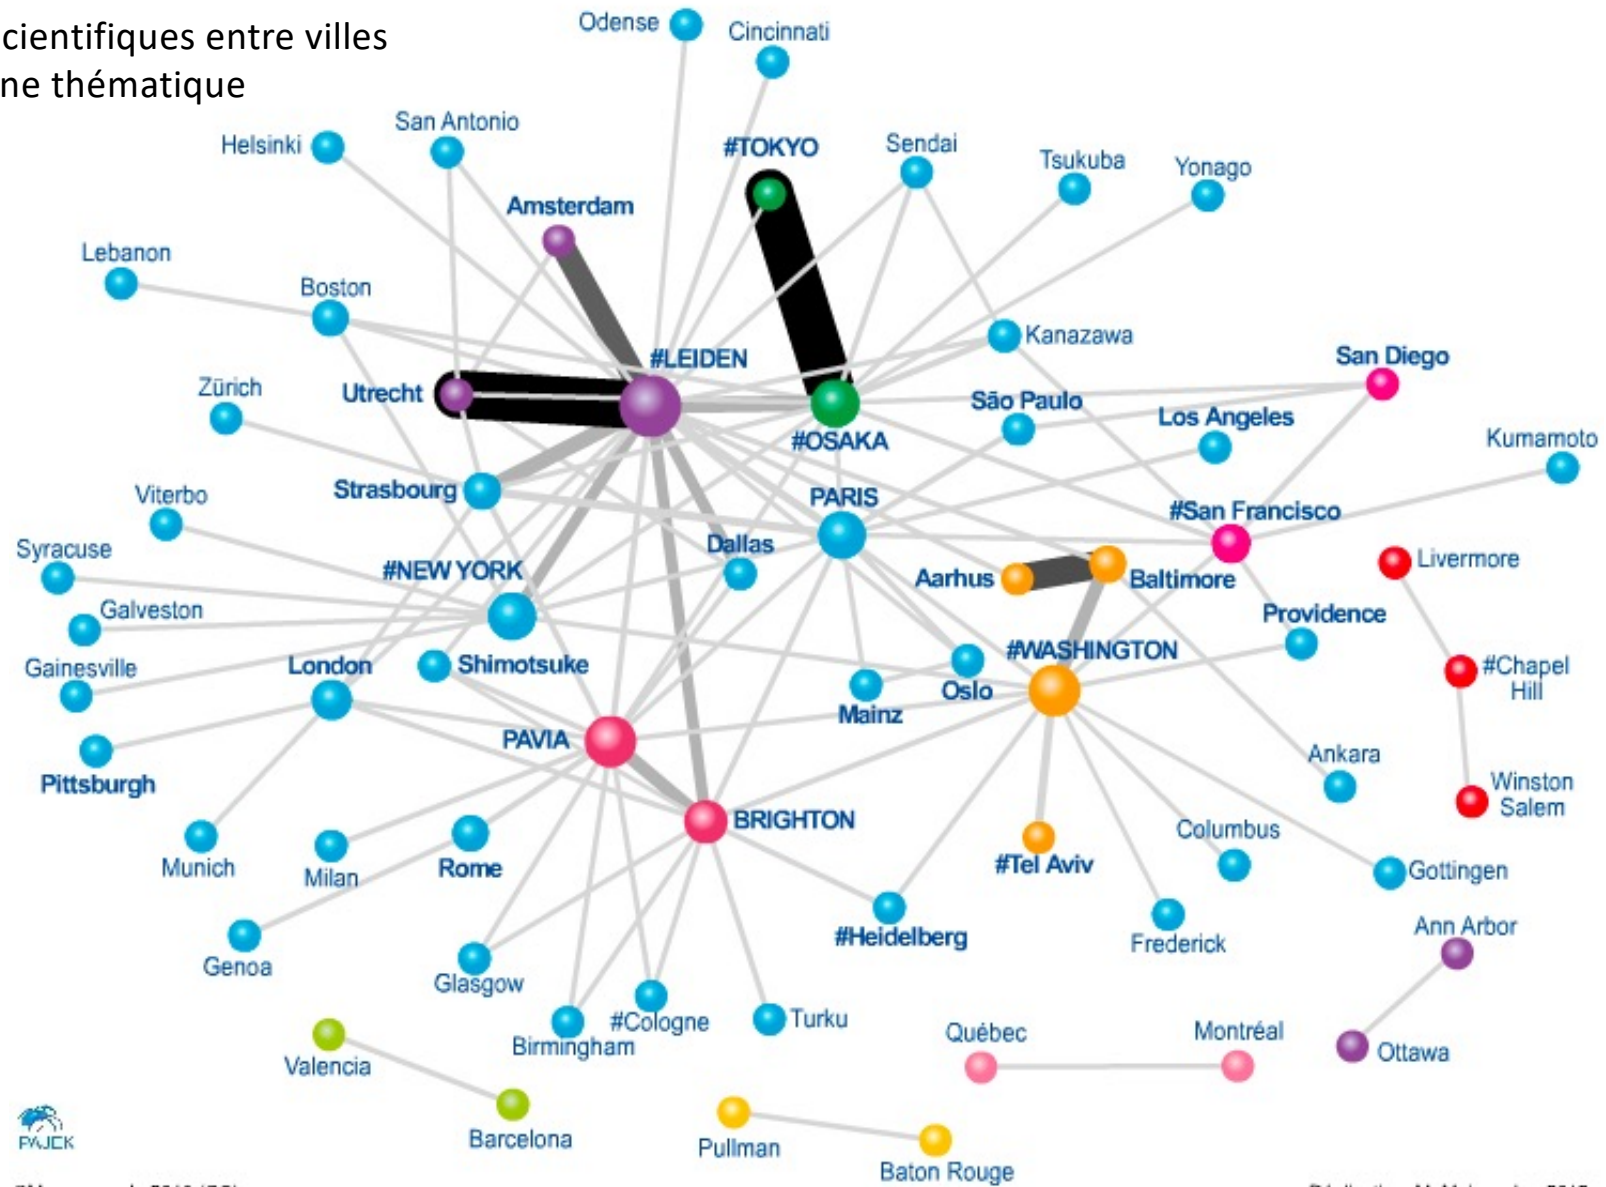 cientifiques entre villes
ne thématique
Odense
Cincinnati
San Antonio
Helsinki
#TOKYO
Sendai
Tsukuba
Yonago
Amsterdam
Lebanon
Boston
#LEIDEN
Kanazawa
San Diego
Zürich
Utrecht
São Paulo
Los Angeles
#OSAKA
Kumamoto
Strasbourg
Viterbo
PARIS
#San Francisco
Syracuse
#NEW YORK
Dallas
Aarhus
Baltimore
Livermore
Galveston
Providence
Gainesville
London
Shimotsuke
#WASHINGTON
#Chapel
Hill
Oslo
Mainz
PAVIA
Pittsburgh
Ankara
Winston
Salem
BRIGHTON
Columbus
Munich
Milan
Rome
#Tel Aviv
Gottingen
#Heidelberg
Frederick
Ann Arbor
Genoa
Glasgow
#Cologne
Turku
Birmingham
Québec
Montréal
Ottawa
Valencia
PAJEK
Barcelona
Pullman
Baton Rouge